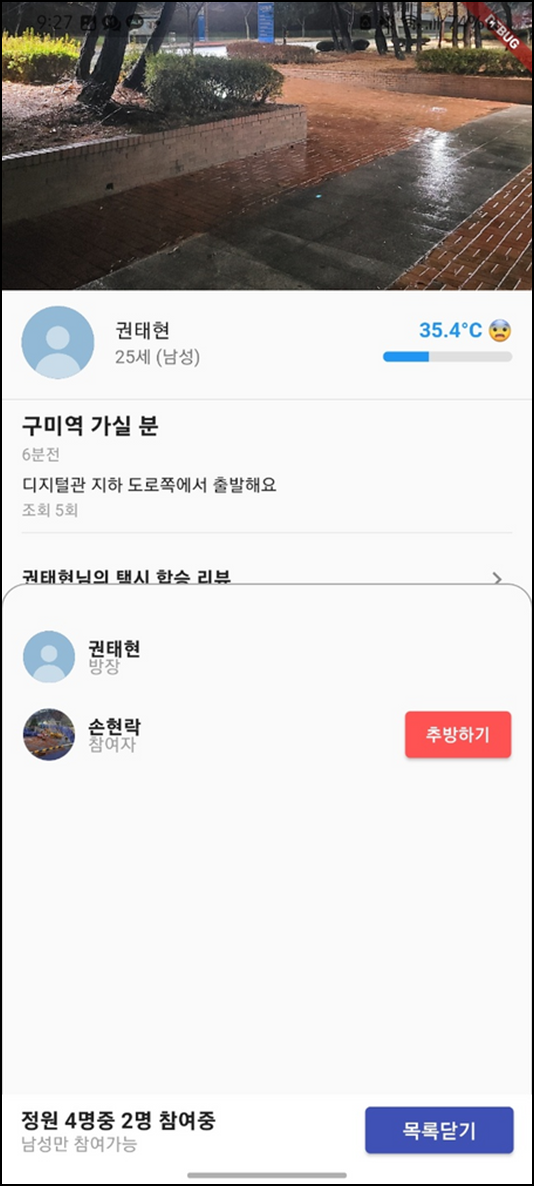 9:27
권태현
35.4°C
25세 (남성)
구미역 가실 분
6분전
디지털관 지하 도로쪽에서 출발해요
조회 5회
권태현님의 택시 합승 리뷰
권태현
방장
손현락
참여자
추방하기
정원 4명중 2명 참여중
남성만 참여가능
목록닫기